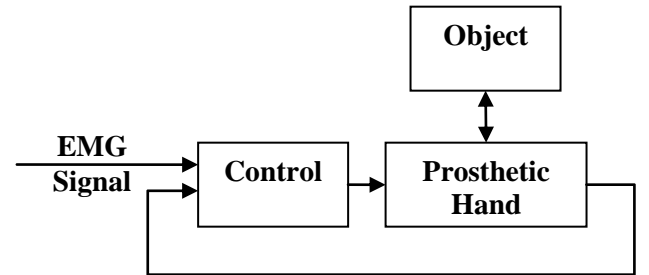 Object
EMG
Signal
Control
Prosthetic
Hand